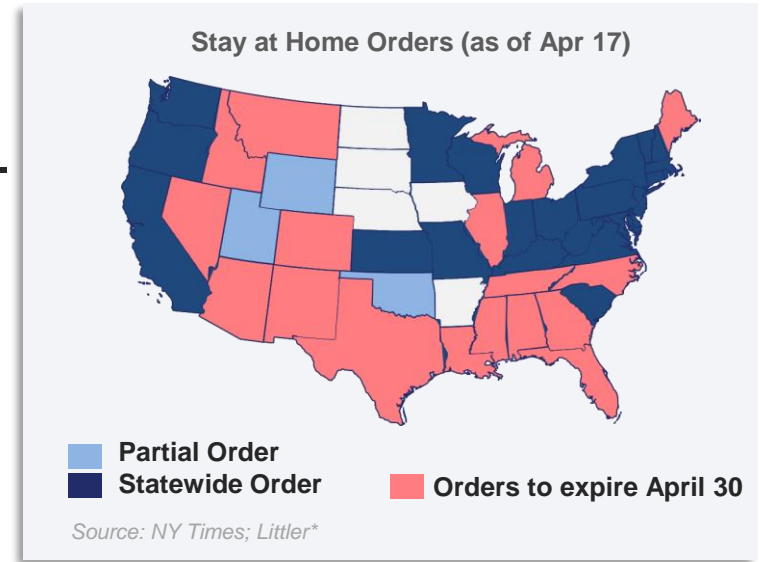 Stay at Home Orders (as of Apr 17)
Partial Order
Statewide Order
Orders to expire April 30
Source: NY Times; Littler*